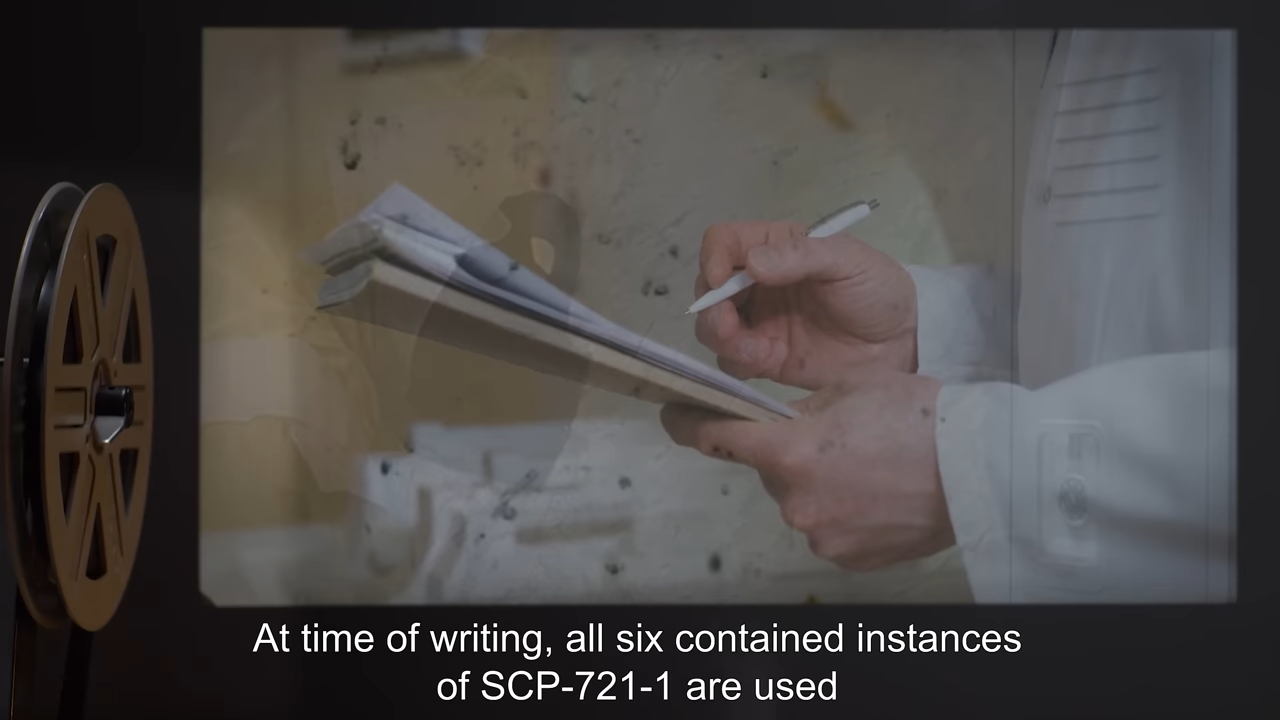 At time of writing, all six contained instances
of SCP-721-1 are used